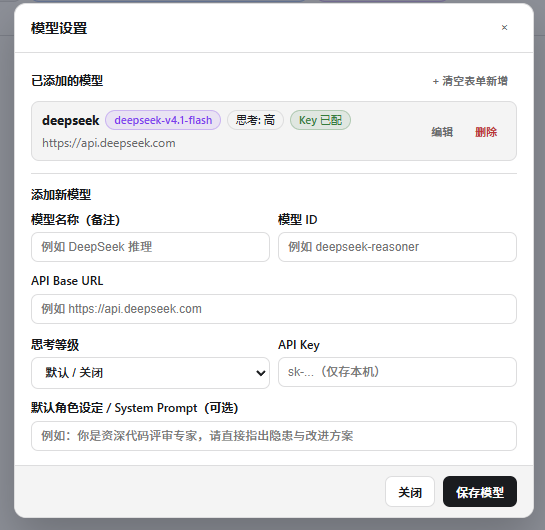 模型设置 ×
已添加的模型 + 清空表单新增
deepseek deepseek-v4.1-flash 思考: 高 Key 已配 编辑 删除
https://api.deepseek.com
添加新模型
模型名称（备注） 模型 ID
例如 DeepSeek 推理 例如 deepseek-reasoner
API Base URL
例如 https://api.deepseek.com
思考等级 API Key
默认 / 关闭 sk-...（仅存本机）
默认角色设定 / System Prompt（可选）
例如：你是资深代码评审专家，请直接指出隐患与改进方案
关闭 保存模型